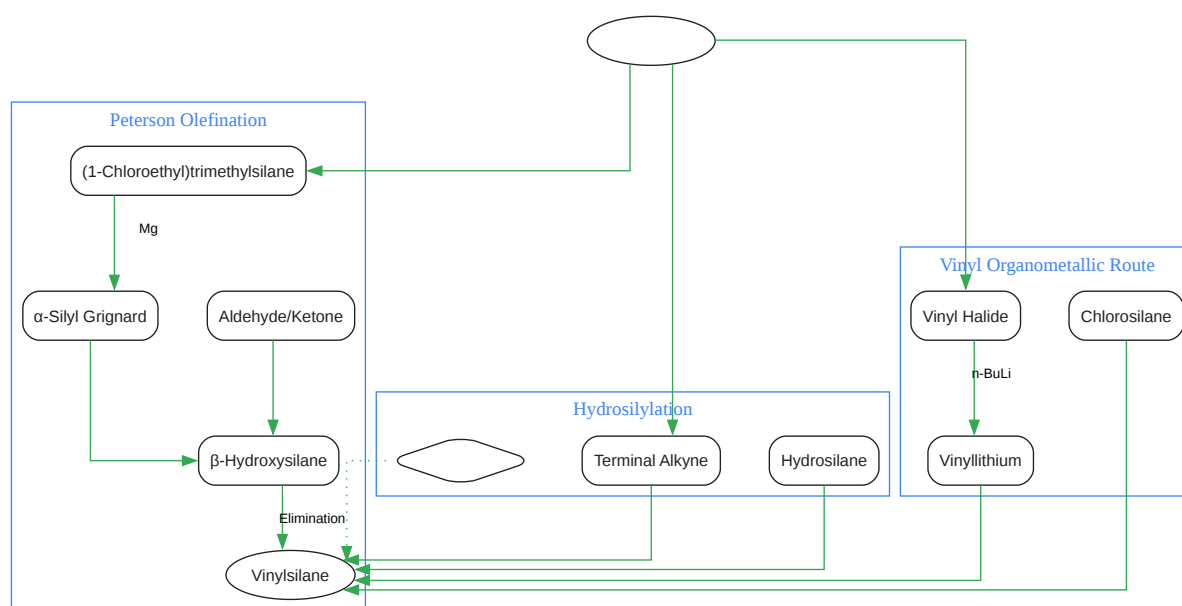 Peterson Olefination
(1-Chloroethyl)trimethylsilane
Mg
Vinyl Organometallic Route
α-Silyl Grignard
Aldehyde/Ketone
Vinyl Halide
Chlorosilane
n-BuLi
Hydrosilylation
β-Hydroxysilane
Terminal Alkyne
Hydrosilane
Vinyllithium
Elimination
Vinylsilane